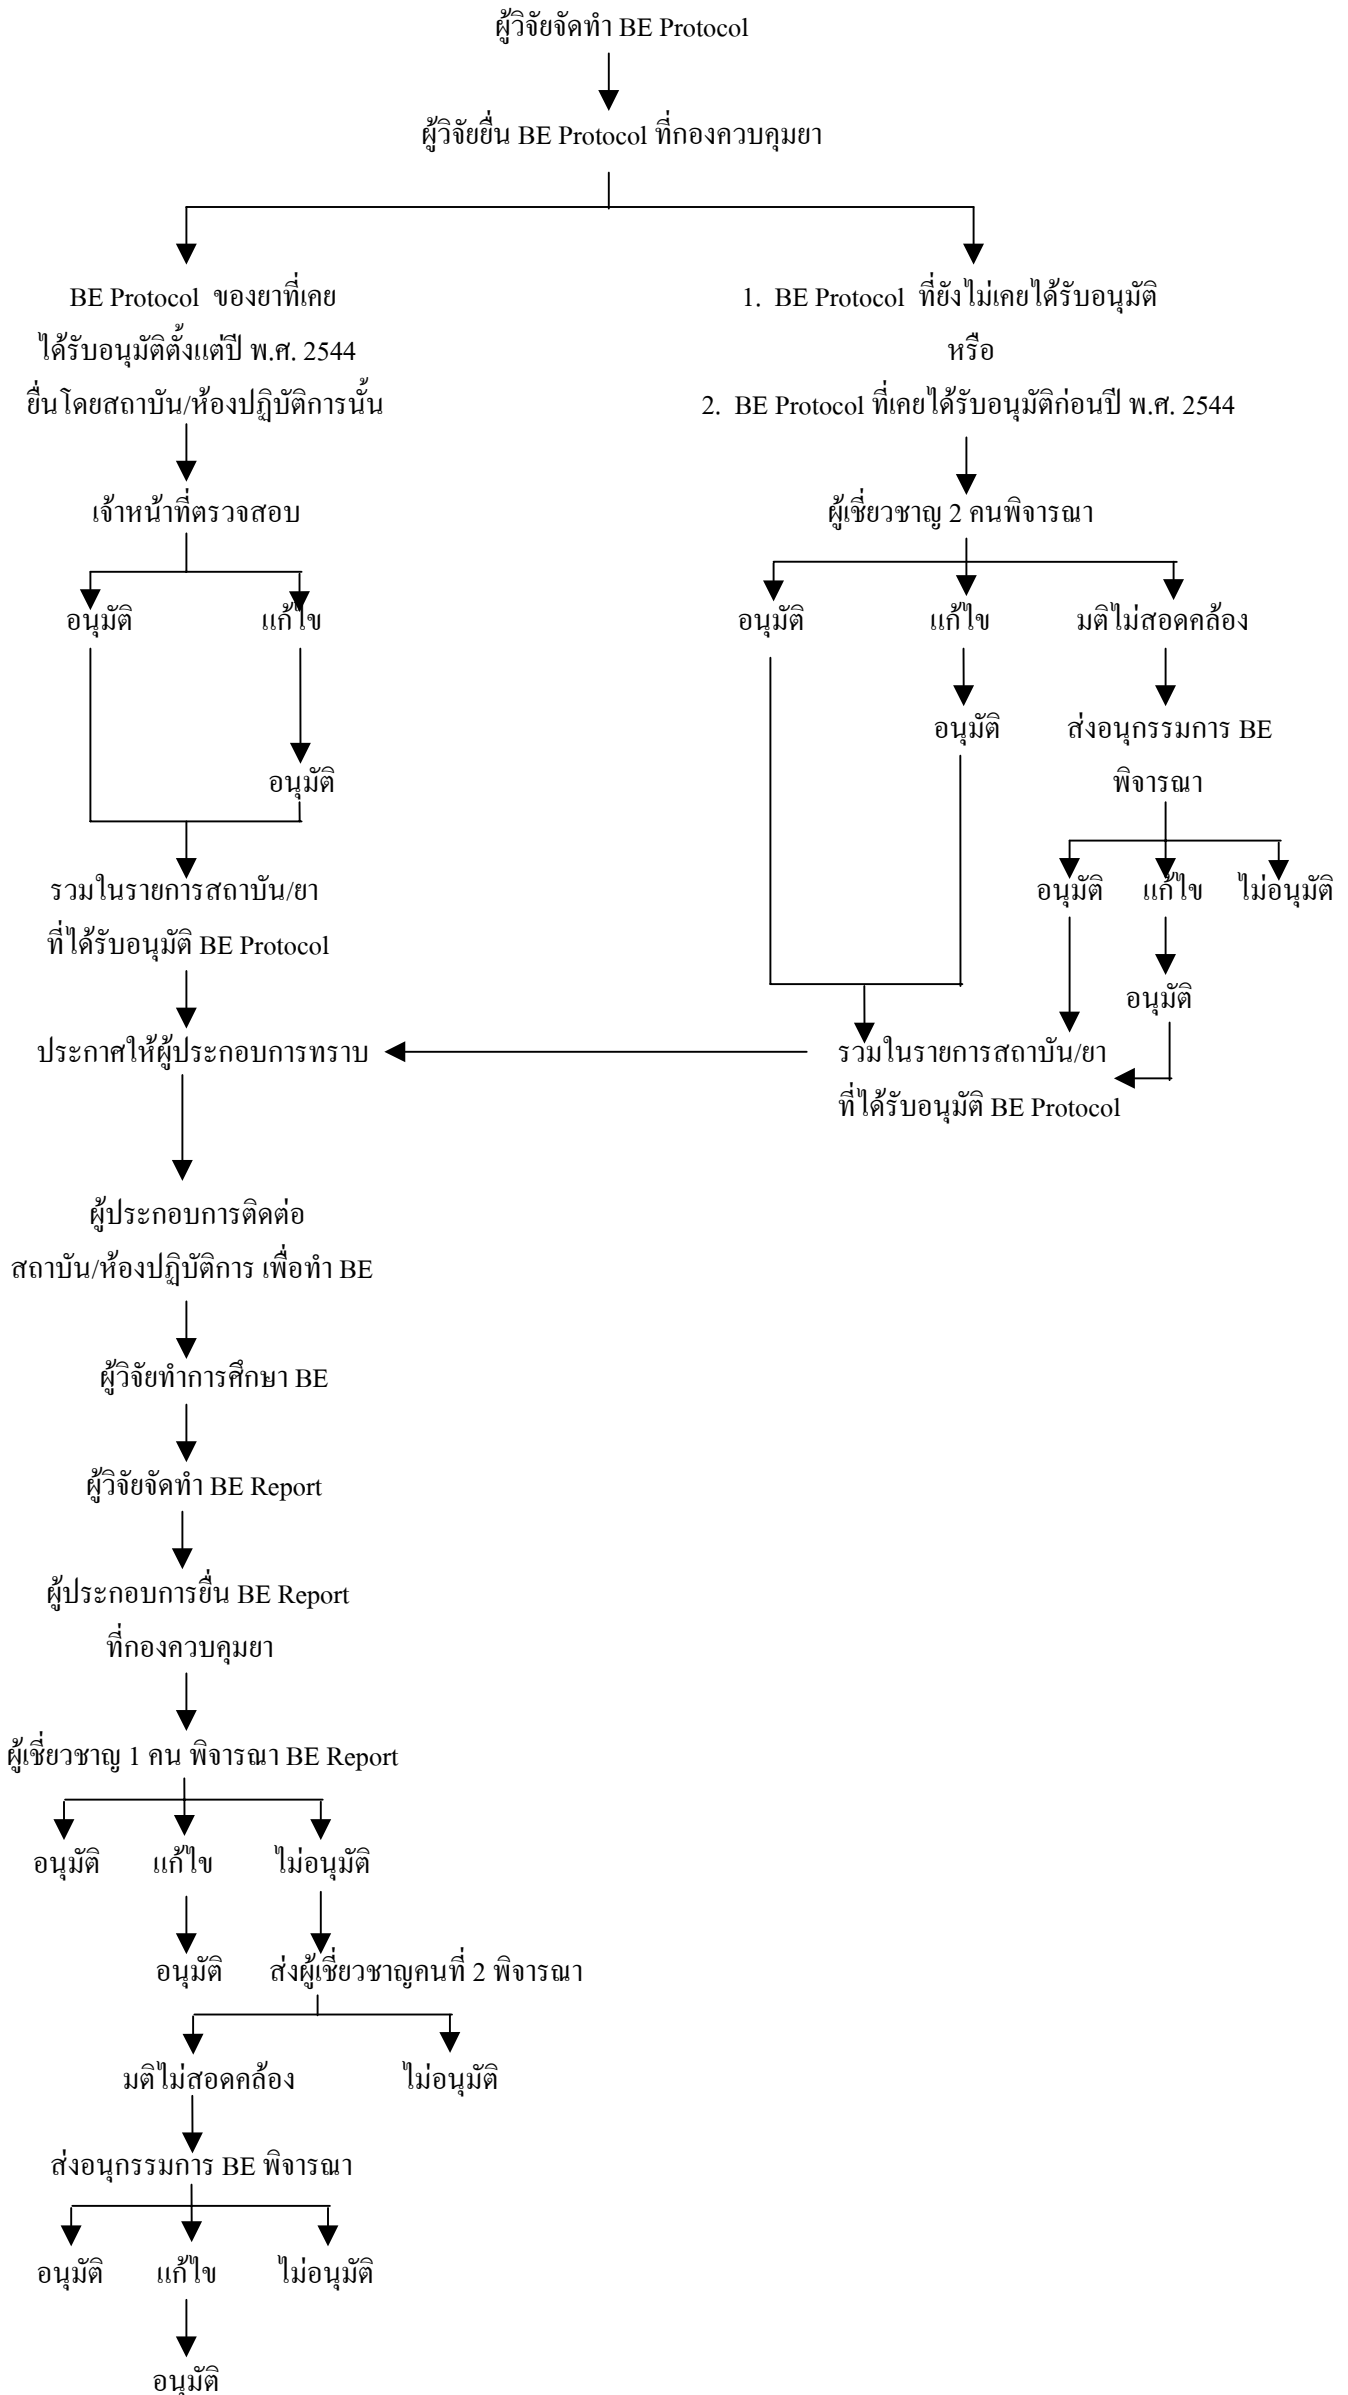 ผู้วิจัยจัดทำ BE Protocol
ผู้วิจัยยื่น BE Protocol ที่กองควบคุมยา
BE Protocol ของยาที่เคย
ได้รับอนุมัติตั้งแต่ปี พ.ศ. 2544
ยื่นโดยสถาบัน/ห้องปฏิบัติการนั้น
1. BE Protocol ที่ยังไม่เคยได้รับอนุมัติ
หรือ
2. BE Protocol ที่เคยได้รับอนุมัติก่อนปี พ.ศ. 2544
เจ้าหน้าที่ตรวจสอบ
ผู้เชี่ยวชาญ 2 คนพิจารณา
อนุมัติ
แก้ไข
อนุมัติ
แก้ไข
มติไม่สอดคล้อง
อนุมัติ
อนุมัติ
ส่งอนุกรรมการ BE
พิจารณา
รวมในรายการสถาบัน/ยา
ที่ได้รับอนุมัติ BE Protocol
อนุมัติ
แก้ไข
ไม่อนุมัติ
อนุมัติ
ประกาศให้ผู้ประกอบการทราบ
รวมในรายการสถาบัน/ยา
ที่ได้รับอนุมัติ BE Protocol
ผู้ประกอบการติดต่อ
สถาบัน/ห้องปฏิบัติการ เพื่อทำ BE
ผู้วิจัยทำการศึกษา BE
ผู้วิจัยจัดทำ BE Report
ผู้ประกอบการยื่น BE Report
ที่กองควบคุมยา
ผู้เชี่ยวชาญ 1 คน พิจารณา BE Report
อนุมัติ
แก้ไข
ไม่อนุมัติ
อนุมัติ
ส่งผู้เชี่ยวชาญคนที่ 2 พิจารณา
มติไม่สอดคล้อง
ไม่อนุมัติ
ส่งอนุกรรมการ BE พิจารณา
อนุมัติ
แก้ไข
ไม่อนุมัติ
อนุมัติ